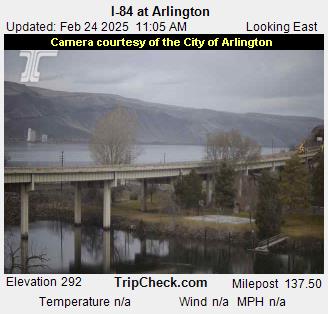 I-84 at Arlington
Updated: Feb 24 2025 11:05 AM Looking East
Camera courtesy of the City of Arlington
Elevation 292 TripCheck.com Milepost 137.50
Temperature n/a Wind n/a MPH n/a